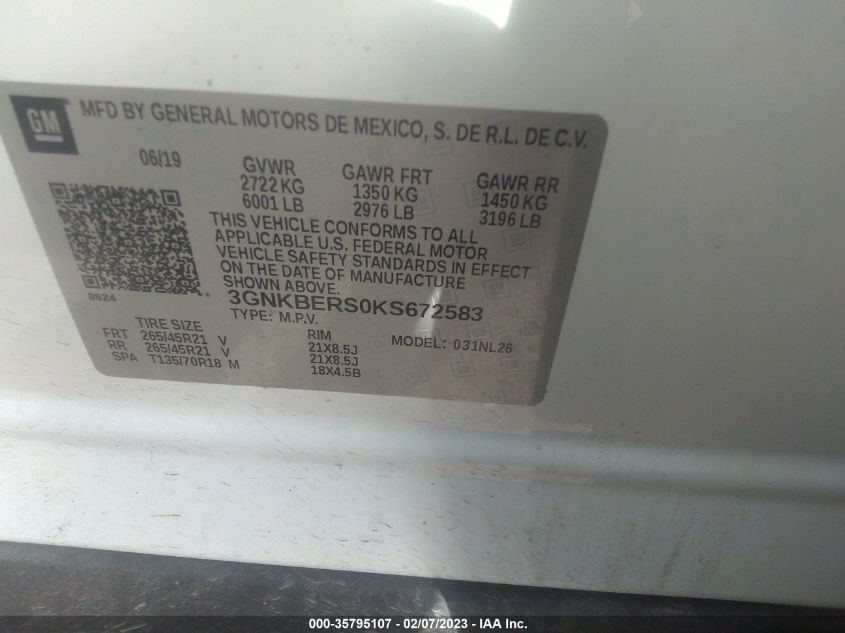 GM
MFD BY GENERAL MOTORS DE MEXICO, S. DE R.L. DE C.V.
06/19 GVWR GAWR FRT GAWR RR
2722 KG 1350 KG 1450 KG
6001 LB 2976 LB 3196 LB
THIS VEHICLE CONFORMS TO ALL
APPLICABLE U.S. FEDERAL MOTOR
VEHICLE SAFETY STANDARDS IN EFFECT
ON THE DATE OF MANUFACTURE
SHOWN ABOVE.
8624
3GNKBERS0KS672583
TYPE: M.P.V. MODEL: 031NL26
TIRE SIZE RIM
FRT 265/45R21 V 21X8.5J
RR 265/45R21 V 21X8.5J
SPA T135/70R18 M 18X4.5B
000-35795107 - 02/07/2023 - IAA Inc.